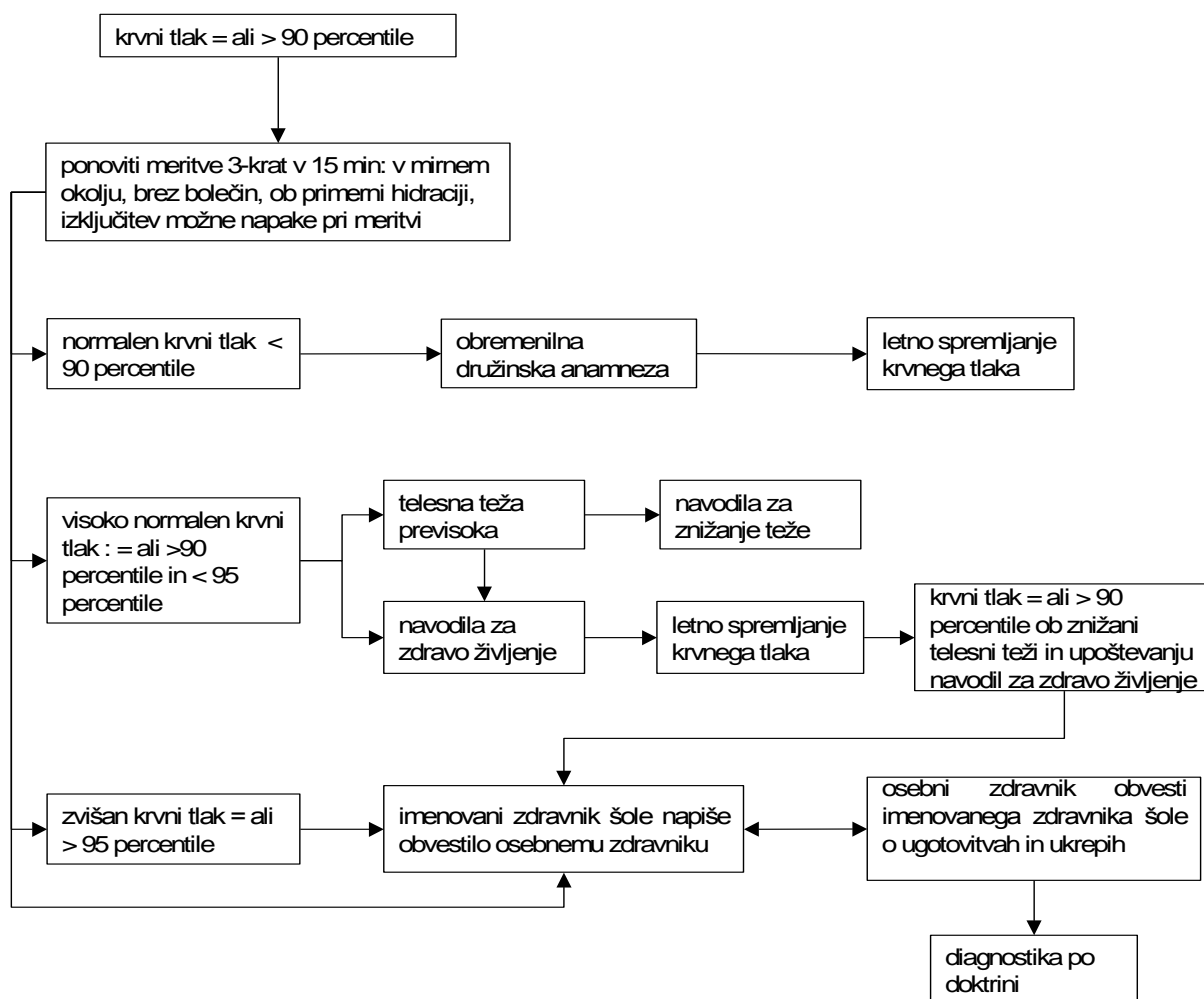 krvni tlak = ali > 90 percentile
ponoviti meritve 3-krat v 15 min: v mirnem
okolju, brez bolečin, ob primerni hidraciji,
izključitev možne napake pri meritvi
normalen krvni tlak <
90 percentile
obremenilna
družinska anamneza
letno spremljanje
krvnega tlaka
visoko normalen krvni
tlak : = ali >90
percentile in < 95
percentile
telesna teža
previsoka
navodila za
znižanje teže
navodila za
zdravo življenje
letno spremljanje
krvnega tlaka
krvni tlak = ali > 90
percentile ob znižani
telesni teži in upoštevanju
navodil za zdravo življenje
zvišan krvni tlak = ali
> 95 percentile
imenovani zdravnik šole napiše
obvestilo osebnemu zdravniku
osebni zdravnik obvesti
imenovanega zdravnika šole
o ugotovitvah in ukrepih
diagnostika po
doktrini